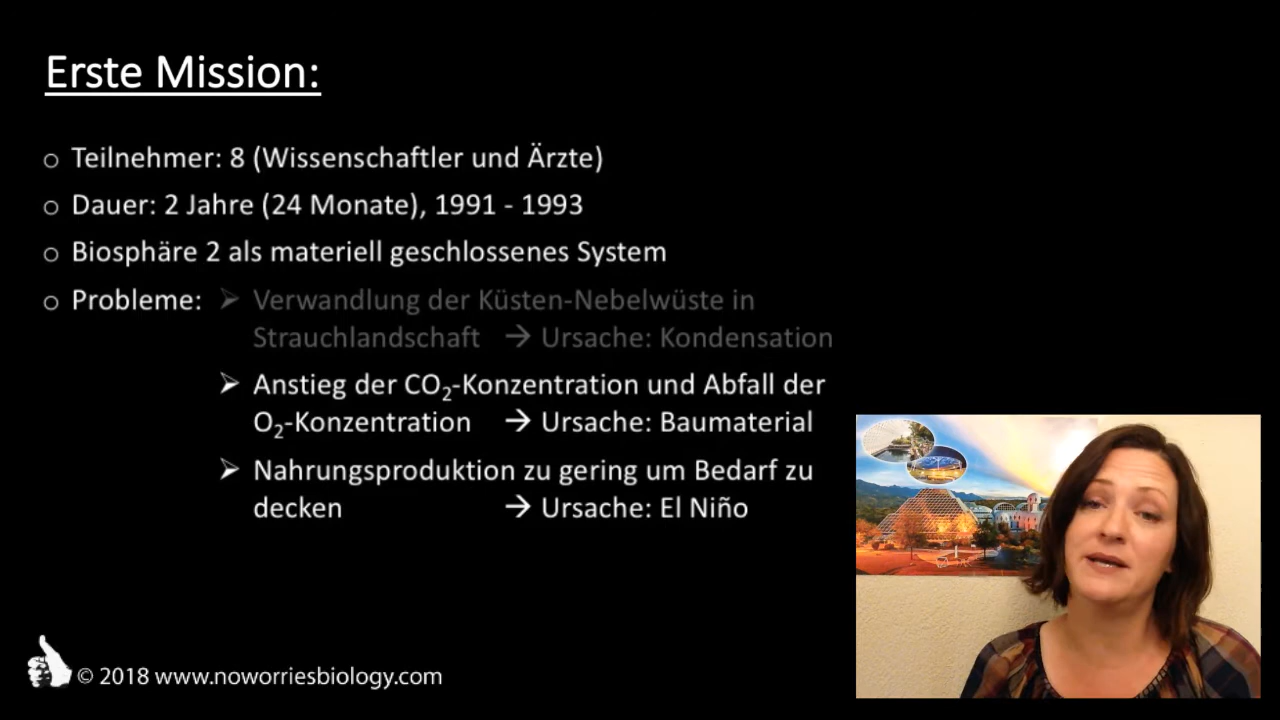 Erste Mission:
o Teilnehmer: 8 (Wissenschaftler und Ärzte)
o Dauer: 2 Jahre (24 Monate), 1991 - 1993
o Biosphäre 2 als materiell geschlossenes System
o Probleme: ➢ Verwandlung der Küsten-Nebelwüste in
Strauchlandschaft → Ursache: Kondensation
➢ Anstieg der CO₂-Konzentration und Abfall der
O₂-Konzentration → Ursache: Baumaterial
➢ Nahrungsproduktion zu gering um Bedarf zu
decken → Ursache: El Niño
© 2018 www.noworriesbiology.com